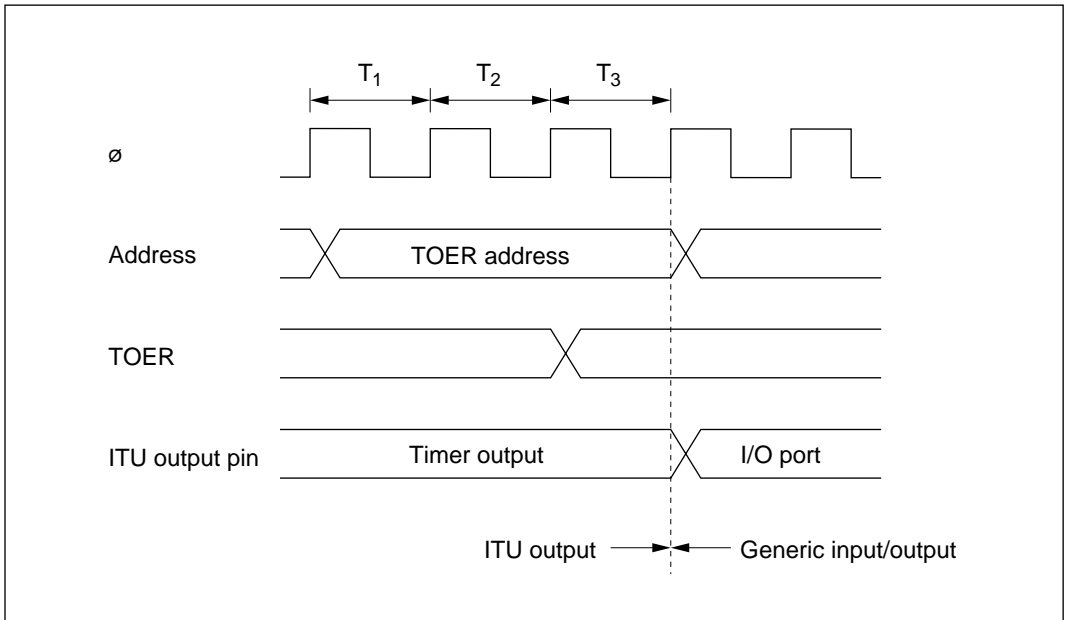 T1 T2 T3
ø
Address TOER address
TOER
ITU output pin Timer output I/O port
ITU output Generic input/output